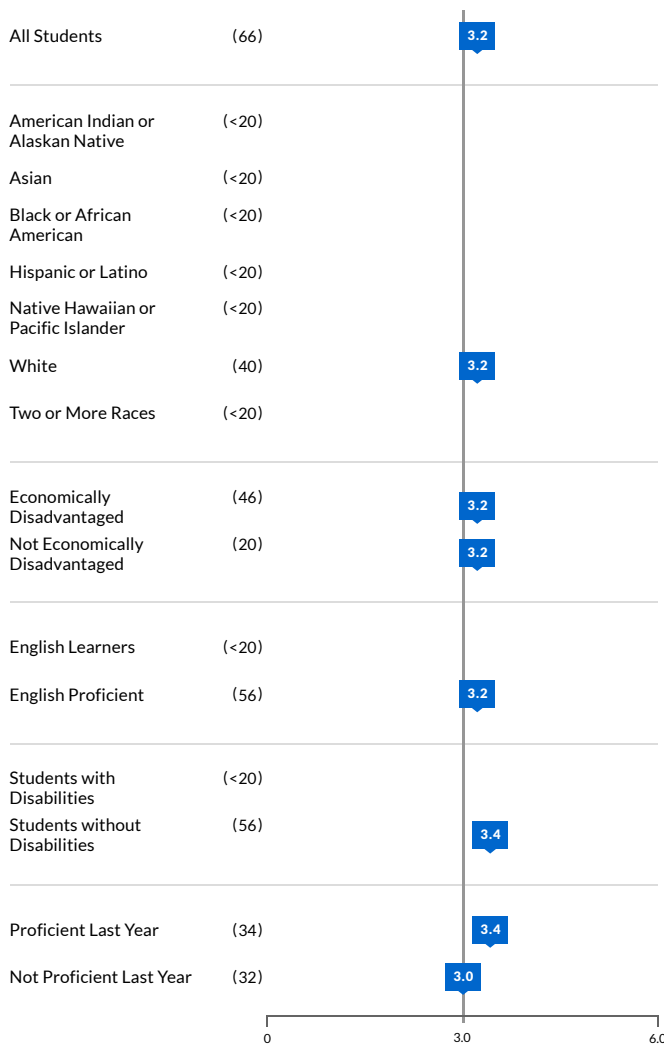 All Students (66) 3.2
American Indian or (<20)
Alaskan Native
Asian (<20)
Black or African (<20)
American
Hispanic or Latino (<20)
Native Hawaiian or (<20)
Pacific Islander
White (40) 3.2
Two or More Races (<20)
Economically (46) 3.2
Disadvantaged
Not Economically (20) 3.2
Disadvantaged
English Learners (<20)
English Proficient (56) 3.2
Students with (<20)
Disabilities
Students without (56) 3.4
Disabilities
Proficient Last Year (34) 3.4
Not Proficient Last Year (32) 3.0
0 3.0 6.0